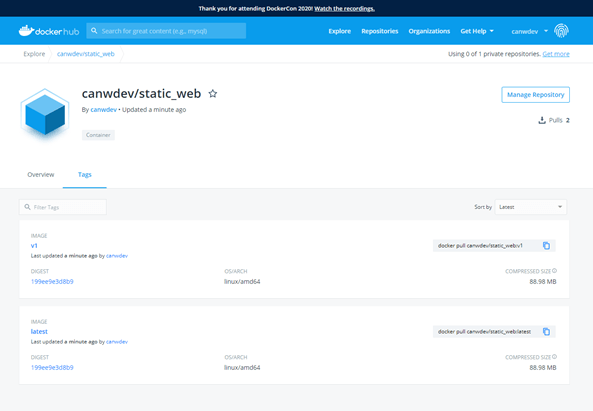 Thank you for attending DockerCon 2020! Watch the recordings.
docker hub
Search for great content (e.g., mysql)
Explore Repositories Organizations Get Help canwdev
Explore canwdev/static_web
Using 0 of 1 private repositories. Get more
canwdev/static_web
Manage Repository
By canwdev • Updated a minute ago
Pulls 2
Container
Overview Tags
Filter Tags
Sort by Latest
IMAGE
v1
docker pull canwdev/static_web:v1
Last updated a minute ago by canwdev
DIGEST OS/ARCH COMPRESSED SIZE
199ee9e3d8b9 linux/amd64 88.98 MB
IMAGE
latest
docker pull canwdev/static_web:latest
Last updated a minute ago by canwdev
DIGEST OS/ARCH COMPRESSED SIZE
199ee9e3d8b9 linux/amd64 88.98 MB